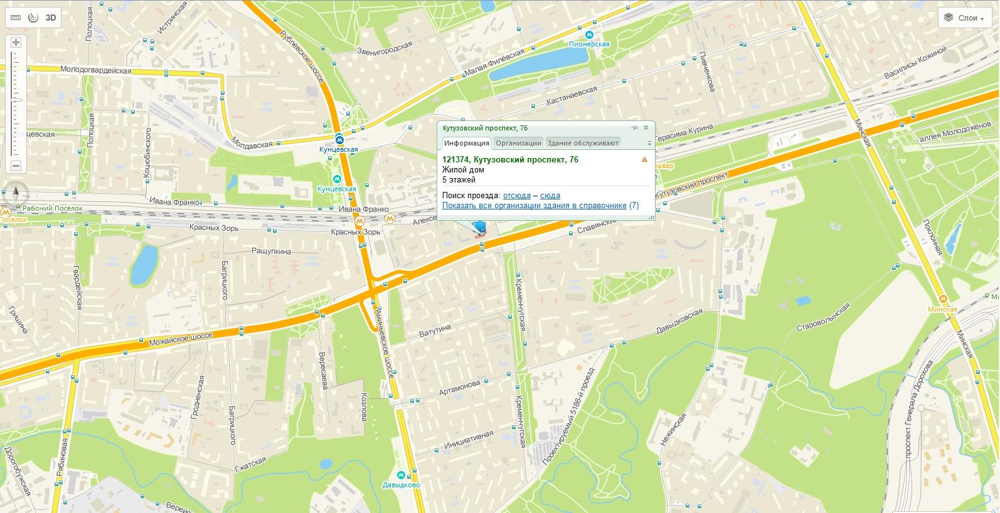 3D
Слои
Полоцкая
Истринская
Рублёвское шоссе
Звенигородская
Пионерская
Малая Филёвская
Пивченкова
Василисы Кожиной
Молодогвардейская
Кастанаевская
Полоцкая
Кунцевская
Коцюбинского
Молдавская
Кунцевская
Кутузовский проспект, 76
Информация
Организации
Здание обслуживают
121374, Кутузовский проспект, 76
Жилой дом
5 этажей
Поиск проезда: отсюда – сюда
Показать все организации здания в справочнике (7)
Герасима Курина
Минская
аллея Молодожёнов
Кунцевская
Кутузовский проспект
Рабочий Посёлок
Посёлок
Ивана Франко
Ивана Франко
Красных Зорь
Красных Зорь
Поклонная
Ращупкина
Гвардейская
Багрицкого
Кременчугская
Гришина
Минская
Давыдковская
Староволынская
Ватутина
Аминьевское шоссе
Можайское шоссе
Минская
Вересаева
Артамонова
Гродненская
Козлова
Кременчугская
Проектируемый 5186-й проезд
проспект Генерала Дорохова
Багрицкого
Нежинская
Инициативная
Рябиновая
Дорогобужская
Гжатская
Давыдково